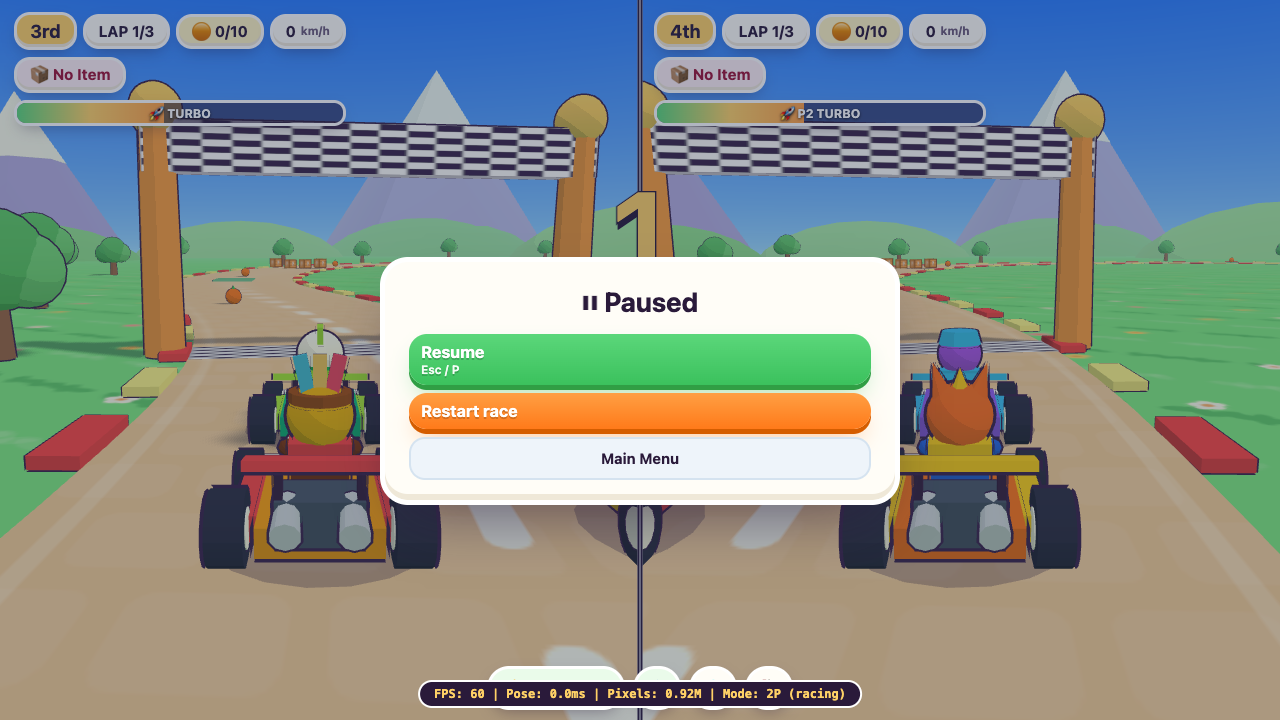 3rd LAP 1/3 0/10 0 km/h
No Item
TURBO
4th LAP 1/3 0/10 0 km/h
No Item
P2 TURBO
1
Paused
Resume
Esc / P
Restart race
Main Menu
FPS: 60 | Pose: 0.0ms | Pixels: 0.92M | Mode: 2P (racing)